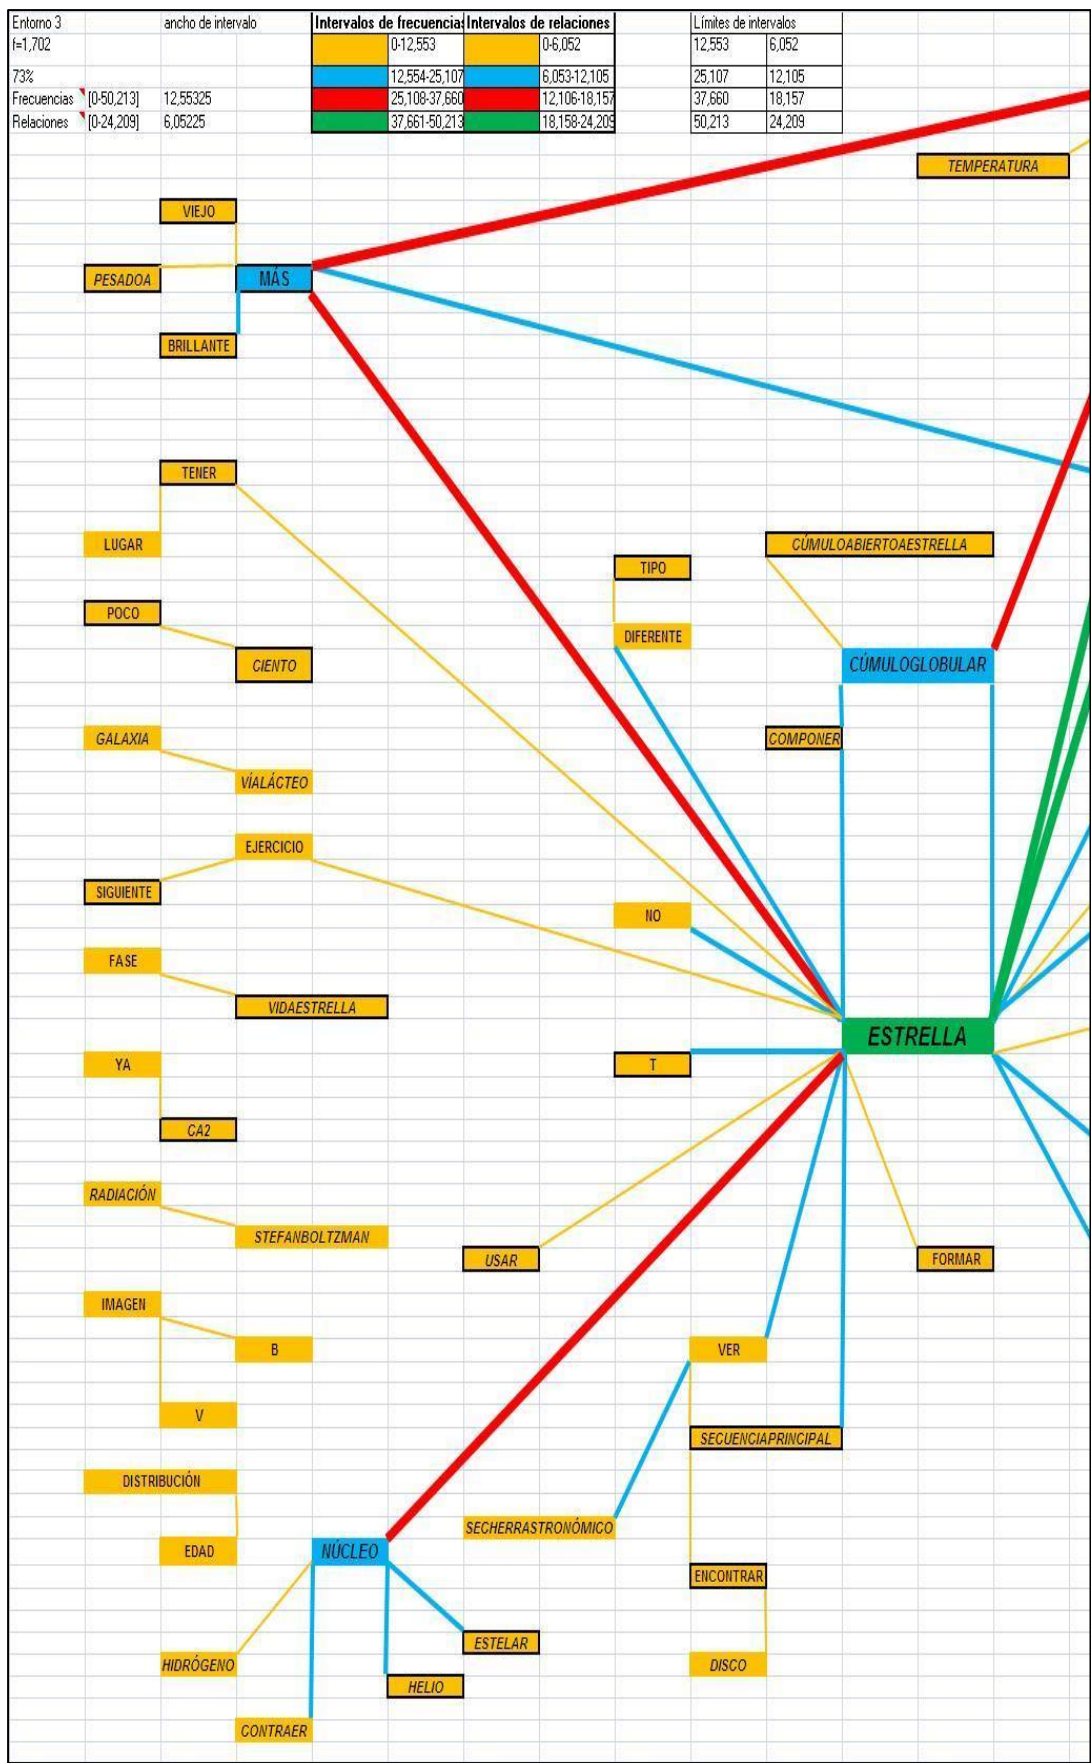 Entorno 3 ancho de intervalo Intervalos de frecuencias Intervalos de relaciones Límites de intervalos
f=1,702 0-12,553 0-6,052 12,553 6,052
73% 12,554-25,107 6,053-12,105 25,107 12,105
Frecuencias [0-50,213] 12,55325 25,108-37,660 12,106-18,157 37,660 18,157
Relaciones [0-24,209] 6,05225 37,661-50,213 18,158-24,209 50,213 24,209
TEMPERATURA
VIEJO
PESADOA MÁS
BRILLANTE
TENER
LUGAR CÚMULOABIERTOAESTRELLA
TIPO
POCO
DIFERENTE
CIENTO CÚMULOGLOBULAR
GALAXIA COMPONER
VÍALÁCTEO
EJERCICIO
SIGUIENTE
NO
FASE
VIDAESTRELLA
ESTRELLA
YA T
CA2
RADIACIÓN
STEFANBOLTZMAN
USAR FORMAR
IMAGEN
B VER
V
SECUENCIAPRINCIPAL
DISTRIBUCIÓN
SECHERRASTRONÓMICO
EDAD NÚCLEO
ENCONTRAR
ESTELAR
HIDRÓGENO DISCO
HELIO
CONTRAER